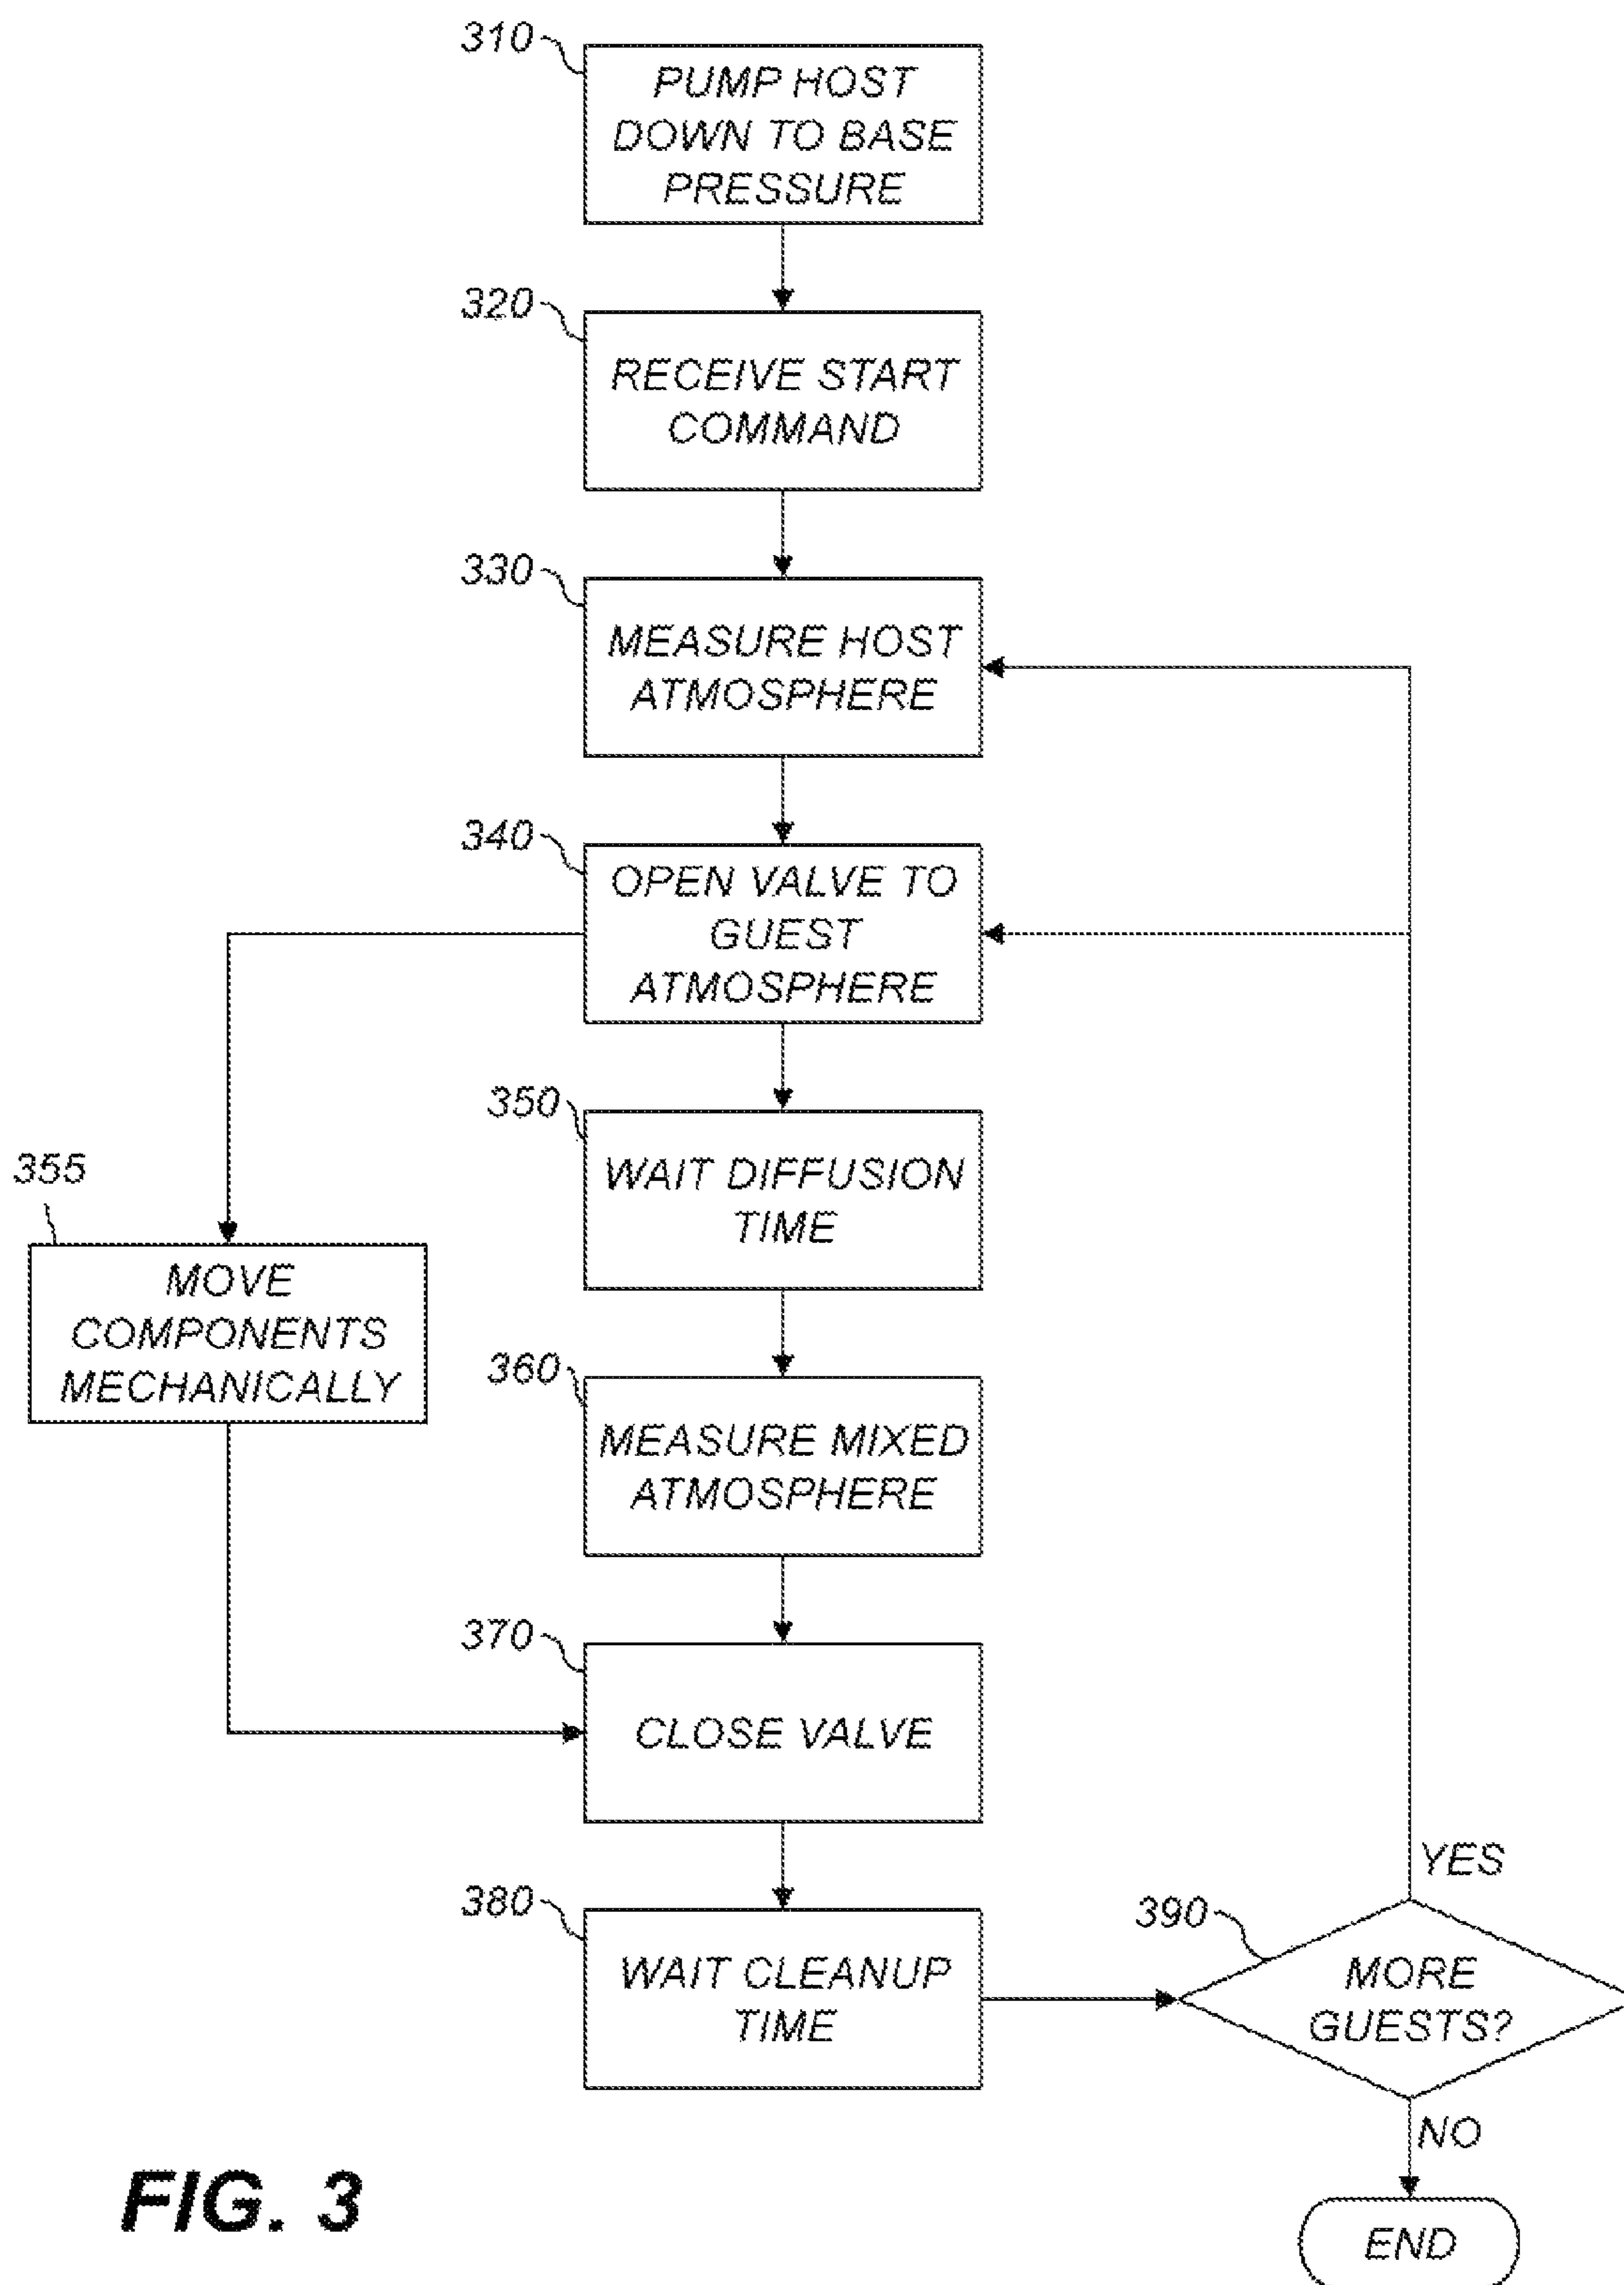 310
PUMP HOST
DOWN TO BASE
PRESSURE
320
RECEIVE START
COMMAND
330
MEASURE HOST
ATMOSPHERE
340
OPEN VALVE TO
GUEST
ATMOSPHERE
350
WAIT DIFFUSION
TIME
355
MOVE
COMPONENTS
MECHANICALLY
360
MEASURE MIXED
ATMOSPHERE
370
CLOSE VALVE
380
WAIT CLEANUP
TIME
YES
390
MORE
GUESTS?
NO
END
FIG. 3